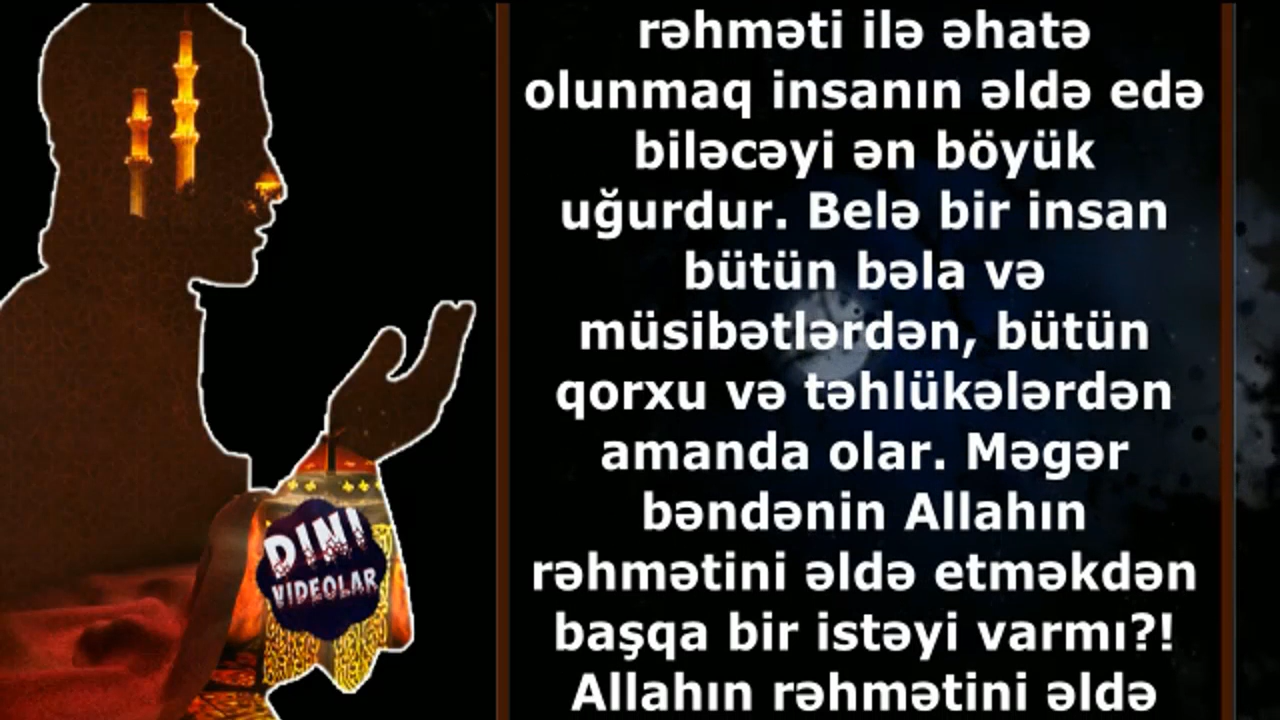 rəhməti ilə əhatə
olunmaq insanın əldə edə
biləcəyi ən böyük
uğurdur. Belə bir insan
bütün bəla və
müsibətlərdən, bütün
qorxu və təhlükələrdən
amanda olar. Məgər
bəndənin Allahın
rəhmətini əldə etməkdən
başqa bir istəyi varmı?!
Allahın rəhmətini əldə
DINI
VIDEOLAR